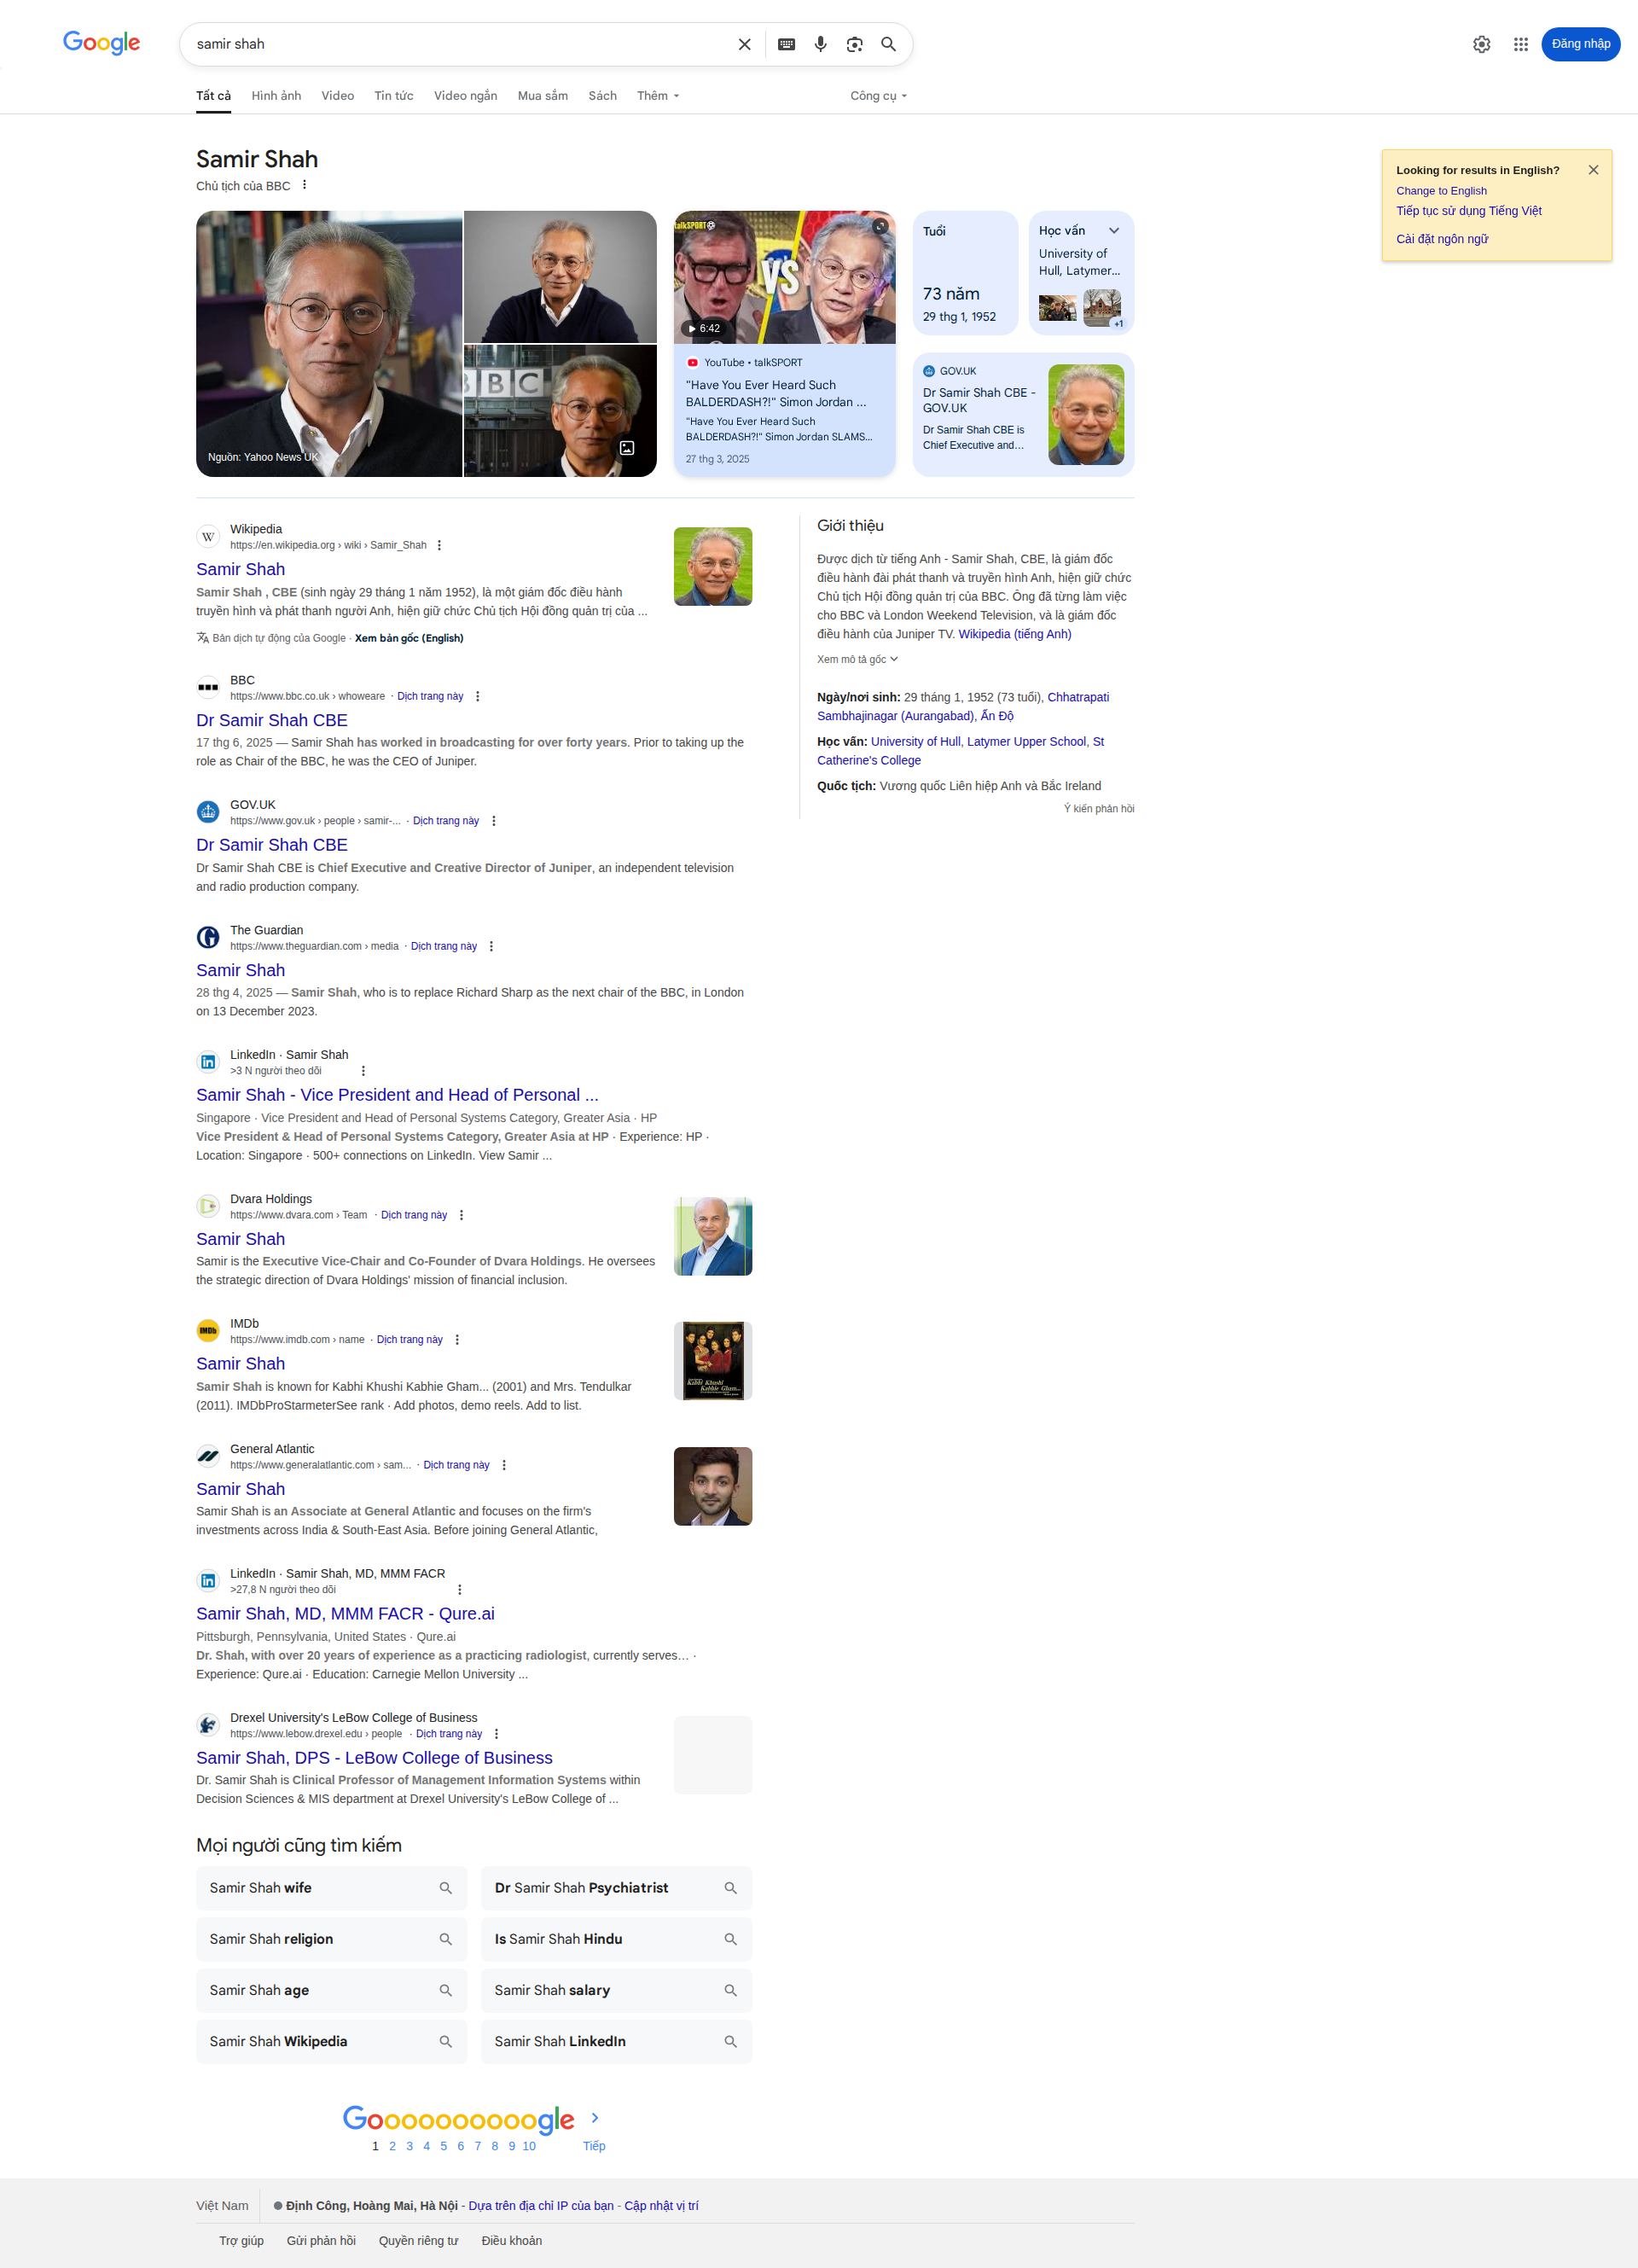 Google
samir shah
Đăng nhập
Tất cả
Hình ảnh
Video
Tin tức
Video ngắn
Mua sắm
Sách
Thêm
Công cụ
Looking for results in English?
Change to English
Tiếp tục sử dụng Tiếng Việt
Cài đặt ngôn ngữ
Samir Shah
Chủ tịch của BBC
Nguồn: Yahoo News UK
BBC
talkSPORT
VS
6:42
YouTube • talkSPORT
"Have You Ever Heard Such
BALDERDASH?!" Simon Jordan ...
"Have You Ever Heard Such
BALDERDASH?!" Simon Jordan SLAMS...
27 thg 3, 2025
Tuổi
73 năm
29 thg 1, 1952
Học vấn
University of
Hull, Latymer...
+1
GOV.UK
Dr Samir Shah CBE -
GOV.UK
Dr Samir Shah CBE is
Chief Executive and...
Wikipedia
https://en.wikipedia.org › wiki › Samir_Shah
Samir Shah
Samir Shah , CBE (sinh ngày 29 tháng 1 năm 1952), là một giám đốc điều hành
truyền hình và phát thanh người Anh, hiện giữ chức Chủ tịch Hội đồng quản trị của ...
Bản dịch tự động của Google · Xem bản gốc (English)
BBC
https://www.bbc.co.uk › whoweare · Dịch trang này
Dr Samir Shah CBE
17 thg 6, 2025 — Samir Shah has worked in broadcasting for over forty years. Prior to taking up the
role as Chair of the BBC, he was the CEO of Juniper.
GOV.UK
https://www.gov.uk › people › samir-... · Dịch trang này
Dr Samir Shah CBE
Dr Samir Shah CBE is Chief Executive and Creative Director of Juniper, an independent television
and radio production company.
The Guardian
https://www.theguardian.com › media · Dịch trang này
Samir Shah
28 thg 4, 2025 — Samir Shah, who is to replace Richard Sharp as the next chair of the BBC, in London
on 13 December 2023.
LinkedIn · Samir Shah
>3 N người theo dõi
Samir Shah - Vice President and Head of Personal ...
Singapore · Vice President and Head of Personal Systems Category, Greater Asia · HP
Vice President & Head of Personal Systems Category, Greater Asia at HP · Experience: HP ·
Location: Singapore · 500+ connections on LinkedIn. View Samir ...
Dvara Holdings
https://www.dvara.com › Team · Dịch trang này
Samir Shah
Samir is the Executive Vice-Chair and Co-Founder of Dvara Holdings. He oversees
the strategic direction of Dvara Holdings' mission of financial inclusion.
IMDb
IMDb
https://www.imdb.com › name · Dịch trang này
Samir Shah
Samir Shah is known for Kabhi Khushi Kabhie Gham... (2001) and Mrs. Tendulkar
(2011). IMDbProStarmeterSee rank · Add photos, demo reels. Add to list.
Kabhi Khushi
Kabhie Gham...
General Atlantic
https://www.generalatlantic.com › sam... · Dịch trang này
Samir Shah
Samir Shah is an Associate at General Atlantic and focuses on the firm's
investments across India & South-East Asia. Before joining General Atlantic,
LinkedIn · Samir Shah, MD, MMM FACR
>27,8 N người theo dõi
Samir Shah, MD, MMM FACR - Qure.ai
Pittsburgh, Pennsylvania, United States · Qure.ai
Dr. Shah, with over 20 years of experience as a practicing radiologist, currently serves… ·
Experience: Qure.ai · Education: Carnegie Mellon University ...
Drexel University's LeBow College of Business
https://www.lebow.drexel.edu › people · Dịch trang này
Samir Shah, DPS - LeBow College of Business
Dr. Samir Shah is Clinical Professor of Management Information Systems within
Decision Sciences & MIS department at Drexel University's LeBow College of ...
Giới thiệu
Được dịch từ tiếng Anh - Samir Shah, CBE, là giám đốc
điều hành đài phát thanh và truyền hình Anh, hiện giữ chức
Chủ tịch Hội đồng quản trị của BBC. Ông đã từng làm việc
cho BBC và London Weekend Television, và là giám đốc
điều hành của Juniper TV. Wikipedia (tiếng Anh)
Xem mô tả gốc
Ngày/nơi sinh: 29 tháng 1, 1952 (73 tuổi), Chhatrapati
Sambhajinagar (Aurangabad), Ấn Độ
Học vấn: University of Hull, Latymer Upper School, St
Catherine's College
Quốc tịch: Vương quốc Liên hiệp Anh và Bắc Ireland
Ý kiến phản hồi
Mọi người cũng tìm kiếm
Samir Shah wife
Dr Samir Shah Psychiatrist
Samir Shah religion
Is Samir Shah Hindu
Samir Shah age
Samir Shah salary
Samir Shah Wikipedia
Samir Shah LinkedIn
Goooooooooogle
1 2 3 4 5 6 7 8 9 10 Tiếp
Việt Nam
Định Công, Hoàng Mai, Hà Nội - Dựa trên địa chỉ IP của bạn - Cập nhật vị trí
Trợ giúp
Gửi phản hồi
Quyền riêng tư
Điều khoản